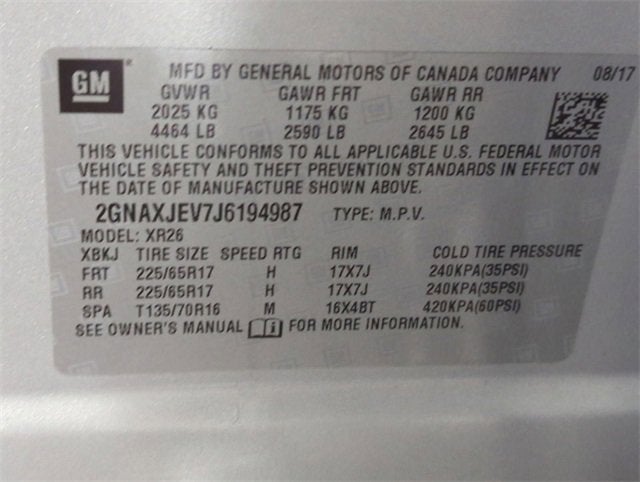 GM
MFD BY GENERAL MOTORS OF CANADA COMPANY 08/17
GVWR GAWR FRT GAWR RR
2025 KG 1175 KG 1200 KG
4464 LB 2590 LB 2645 LB
THIS VEHICLE CONFORMS TO ALL APPLICABLE U.S. FEDERAL MOTOR
VEHICLE SAFETY AND THEFT PREVENTION STANDARDS IN EFFECT ON
THE DATE OF MANUFACTURE SHOWN ABOVE.
2GNAXJEV7J6194987 TYPE: M.P.V.
MODEL: XR26
XBKJ TIRE SIZE SPEED RTG RIM COLD TIRE PRESSURE
FRT 225/65R17 H 17X7J 240KPA(35PSI)
RR 225/65R17 H 17X7J 240KPA(35PSI)
SPA T135/70R16 M 16X4BT 420KPA(60PSI)
SEE OWNER'S MANUAL FOR MORE INFORMATION.